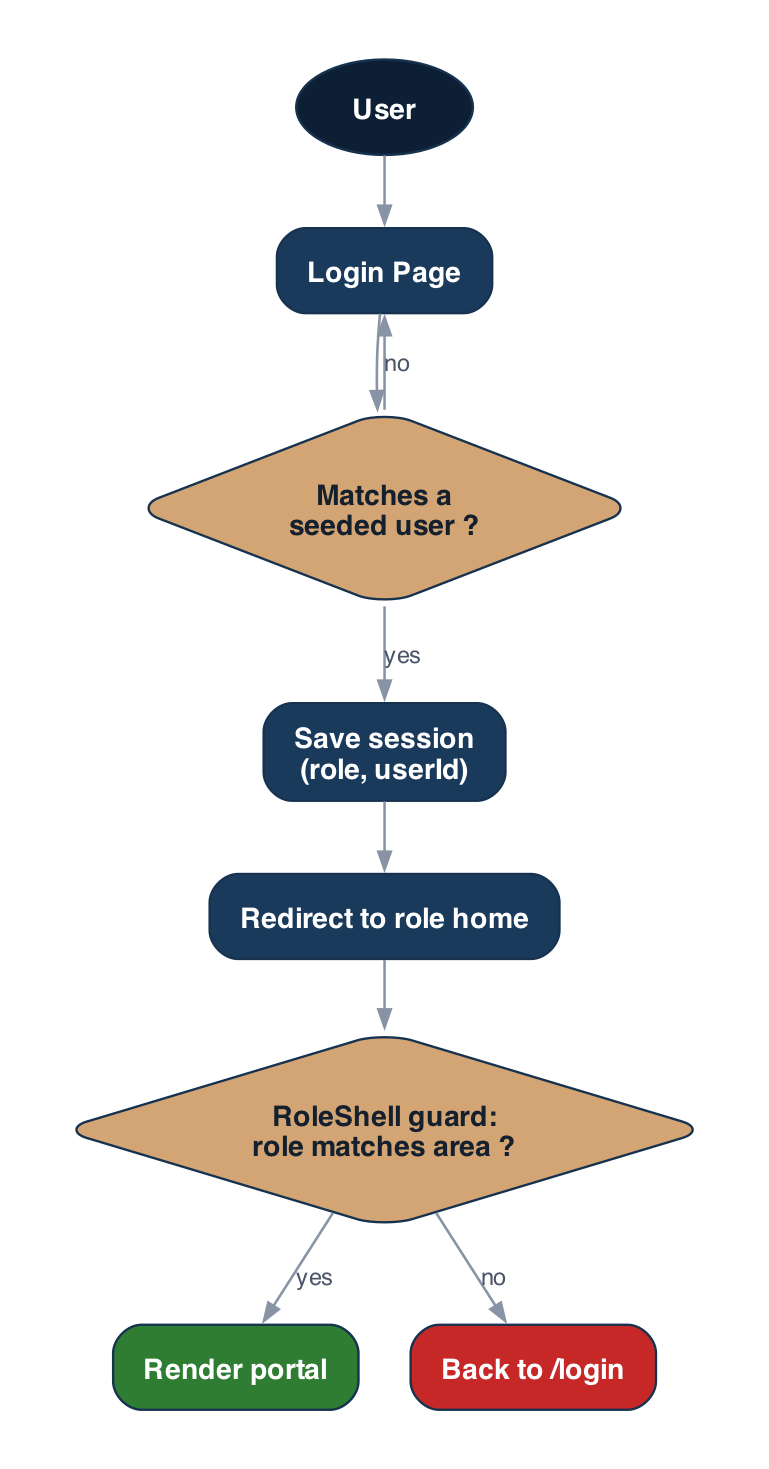 User
Login Page
no
Matches a
seeded user ?
yes
Save session
(role, userId)
Redirect to role home
RoleShell guard:
role matches area ?
yes
no
Render portal
Back to /login